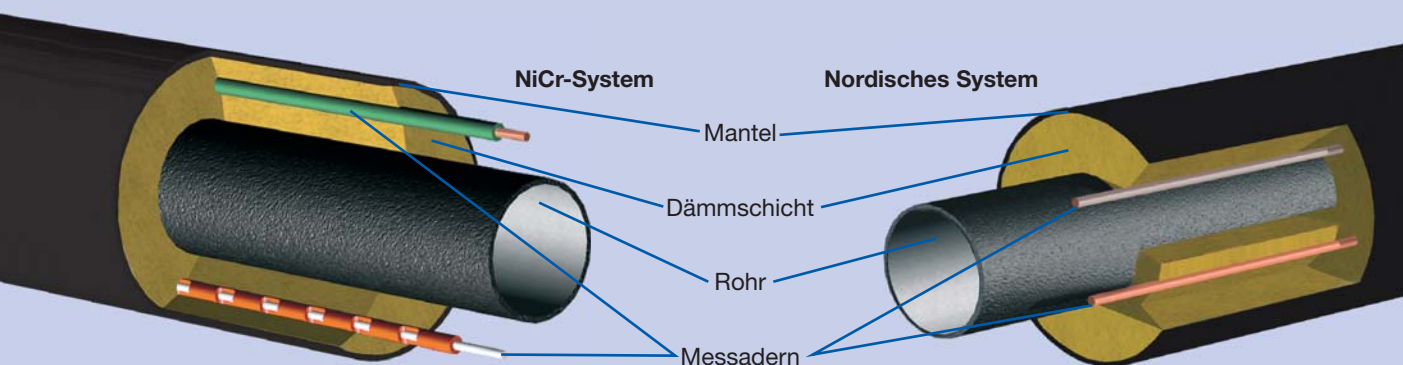 NiCr-System
Nordisches System
Mantel
Dämmschicht
Rohr
Messadern